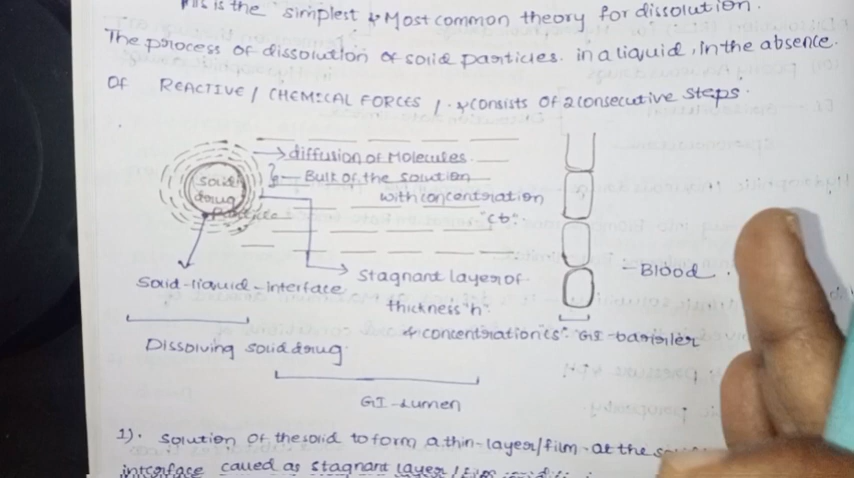 This is the simplest & Most common theory for dissolution.
The process of dissolution of solid particles. in a liquid, in the absence.
Of REACTIVE / CHEMICAL FORCES /. & consists of 2 consecutive steps.
diffusion of Molecules.
Solid
drug
Particle
Bulk of the solution
with concentration
"Cb".
Solid-liquid-interface
Stagnant layer of
thickness "h".
& concentration "Cs".
- Blood
GI-barrier
Dissolving solid drug
GI-Lumen
1). Solution of the solid to form a thin-layer/film-at the
interface called as stagnant layer /